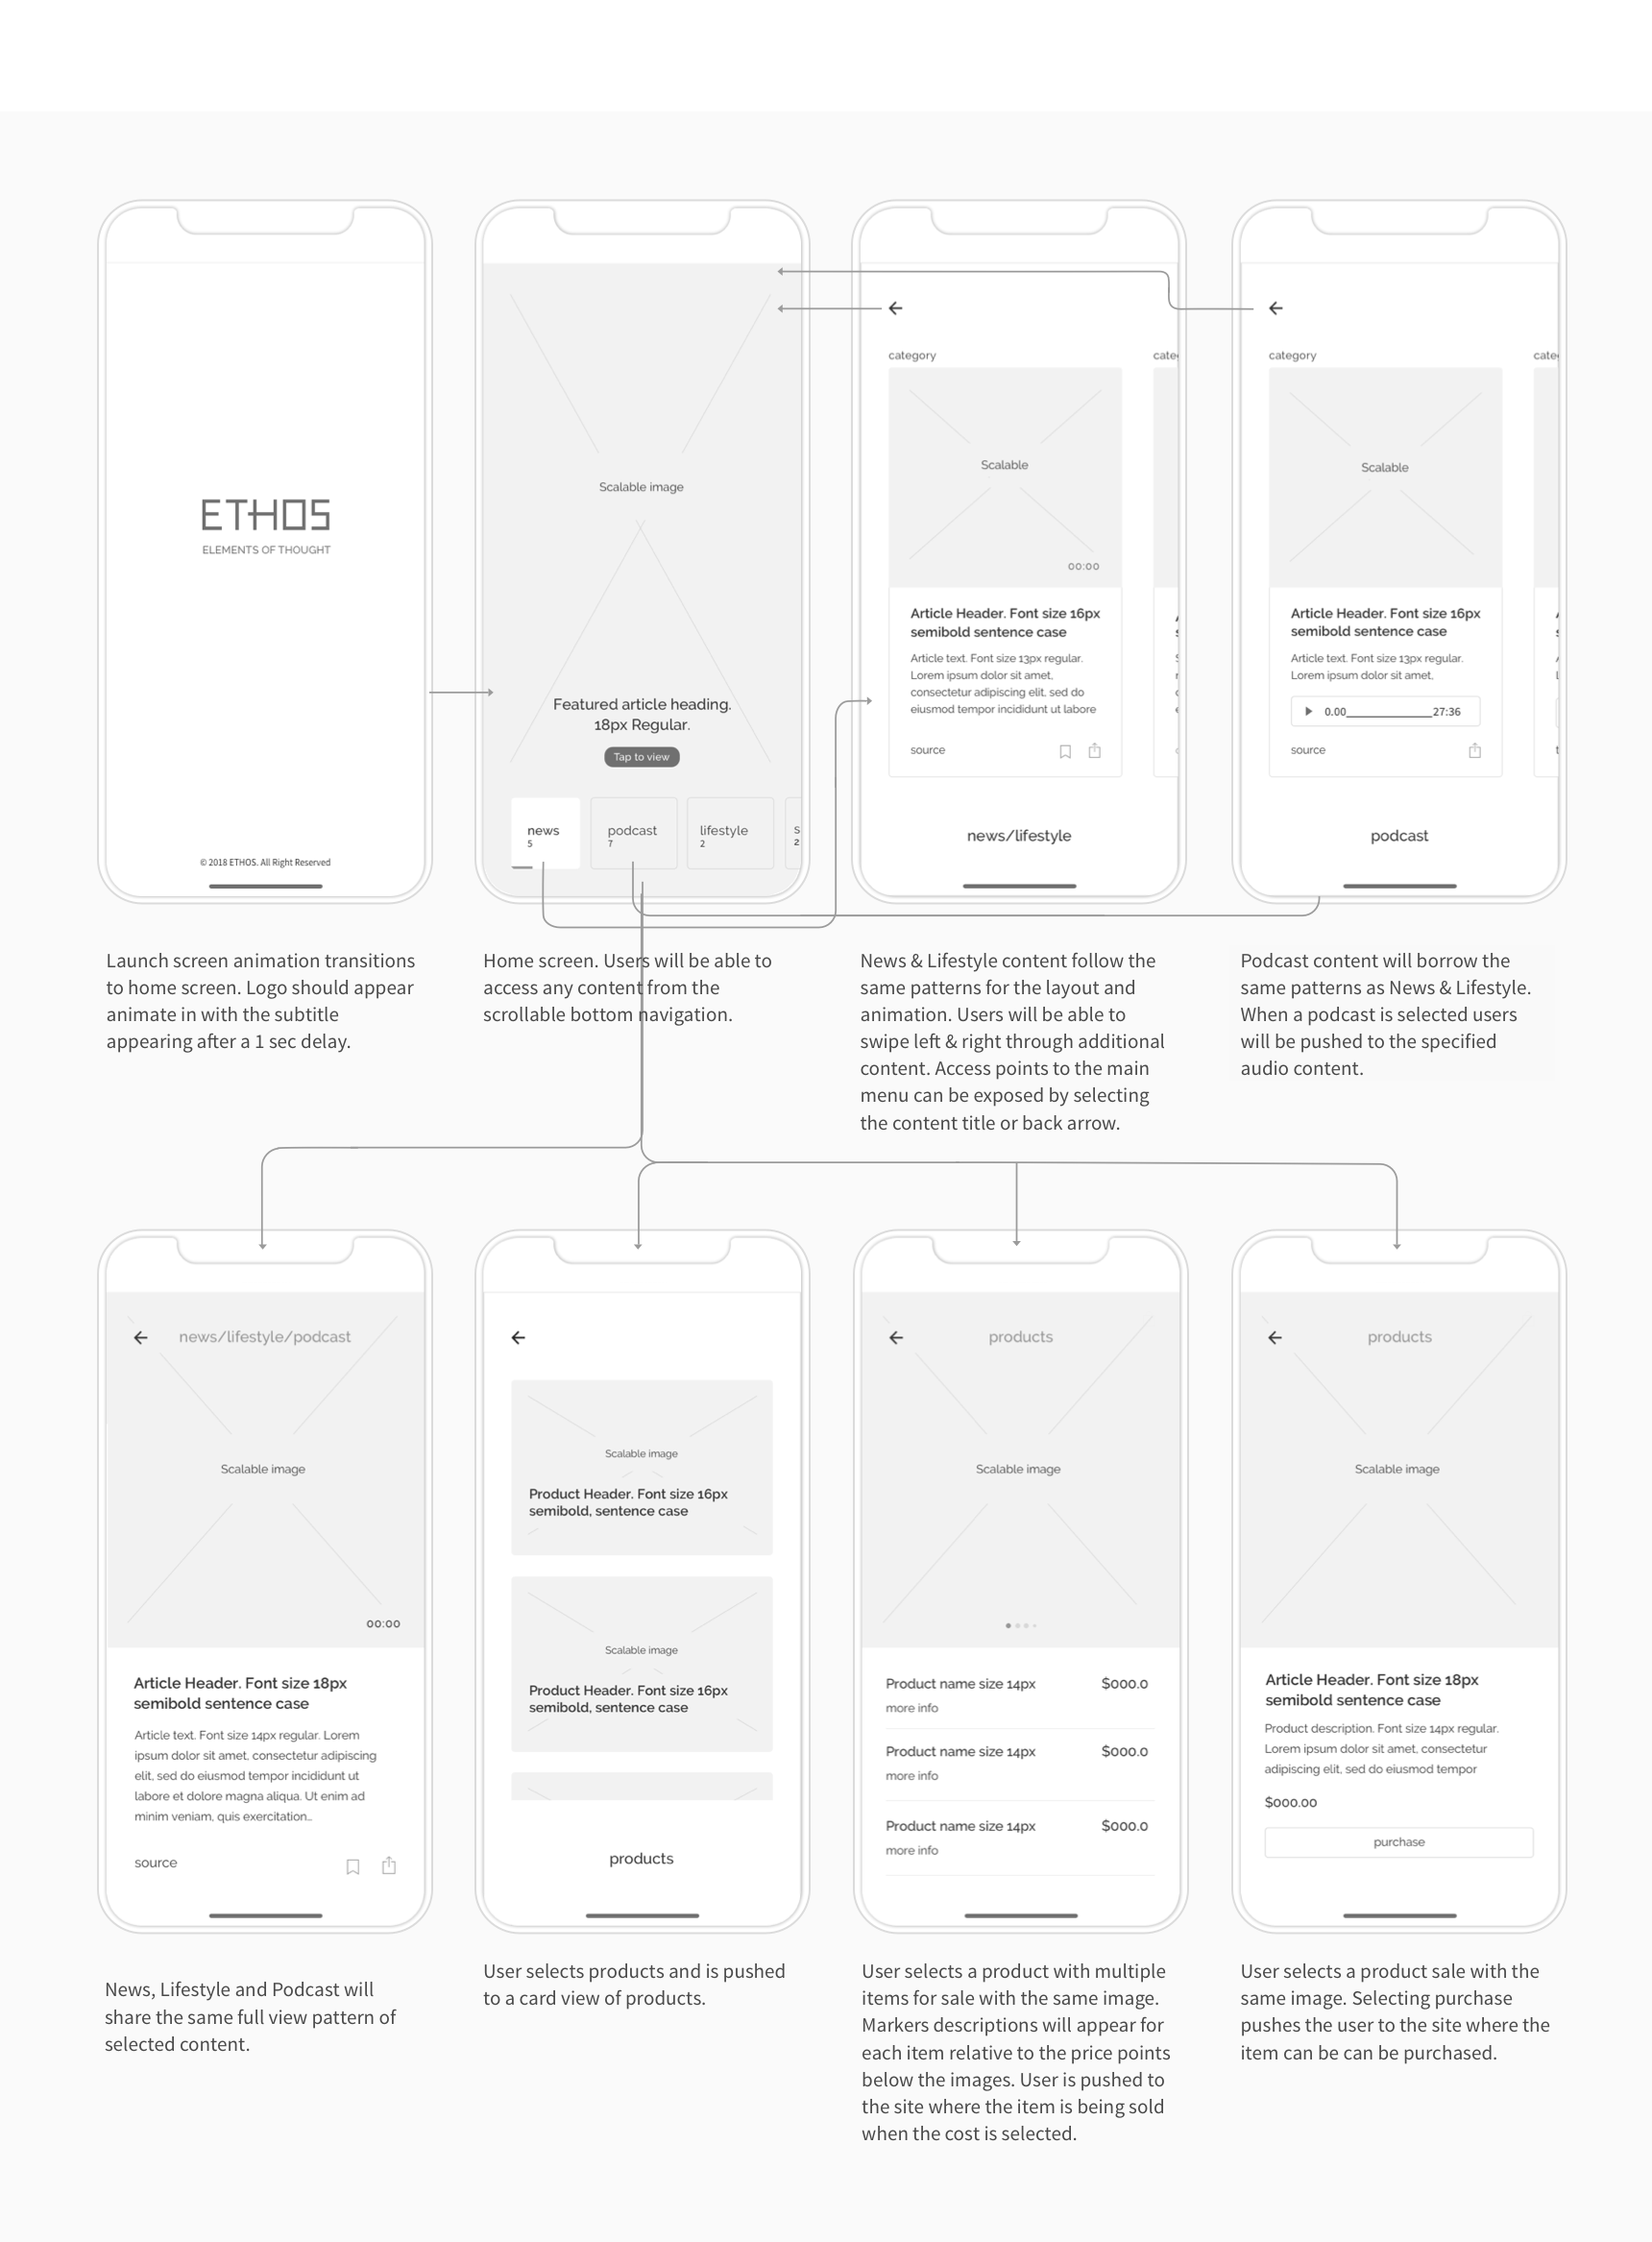 ETHOS
ELEMENTS OF THOUGHT
© 2018 ETHOS. All Right Reserved
Launch screen animation transitions
to home screen. Logo should appear
animate in with the subtitle
appearing after a 1 sec delay.
Scalable image
Featured article heading.
18px Regular.
Tap to view
news
5
podcast
7
lifestyle
2
S
2
Home screen. Users will be able to
access any content from the
scrollable bottom navigation.
category
cate
Scalable
00:00
Article Header. Font size 16px
semibold sentence case
Article text. Font size 13px regular.
Lorem ipsum dolor sit amet,
consectetur adipiscing elit, sed do
eiusmod tempor incididunt ut labore
source
news/lifestyle
News & Lifestyle content follow the
same patterns for the layout and
animation. Users will be able to
swipe left & right through additional
content. Access points to the main
menu can be exposed by selecting
the content title or back arrow.
category
cate
Scalable
Article Header. Font size 16px
semibold sentence case
Article text. Font size 13px regular.
Lorem ipsum dolor sit amet,
0.00 27:36
source
podcast
Podcast content will borrow the
same patterns as News & Lifestyle.
When a podcast is selected users
will be pushed to the specified
audio content.
news/lifestyle/podcast
Scalable image
00:00
Article Header. Font size 18px
semibold sentence case
Article text. Font size 14px regular. Lorem
ipsum dolor sit amet, consectetur adipiscing
elit, sed do eiusmod tempor incididunt ut
labore et dolore magna aliqua. Ut enim ad
minim veniam, quis exercitation...
source
News, Lifestyle and Podcast will
share the same full view pattern of
selected content.
Scalable image
Product Header. Font size 16px
semibold, sentence case
Scalable image
Product Header. Font size 16px
semibold, sentence case
products
User selects products and is pushed
to a card view of products.
products
Scalable image
Product name size 14px $000.0
more info
Product name size 14px $000.0
more info
Product name size 14px $000.0
more info
User selects a product with multiple
items for sale with the same image.
Markers descriptions will appear for
each item relative to the price points
below the images. User is pushed to
the site where the item is being sold
when the cost is selected.
products
Scalable image
Article Header. Font size 18px
semibold sentence case
Product description. Font size 14px regular.
Lorem ipsum dolor sit amet, consectetur
adipiscing elit, sed do eiusmod tempor
$000.00
purchase
User selects a product sale with the
same image. Selecting purchase
pushes the user to the site where the
item can be can be purchased.